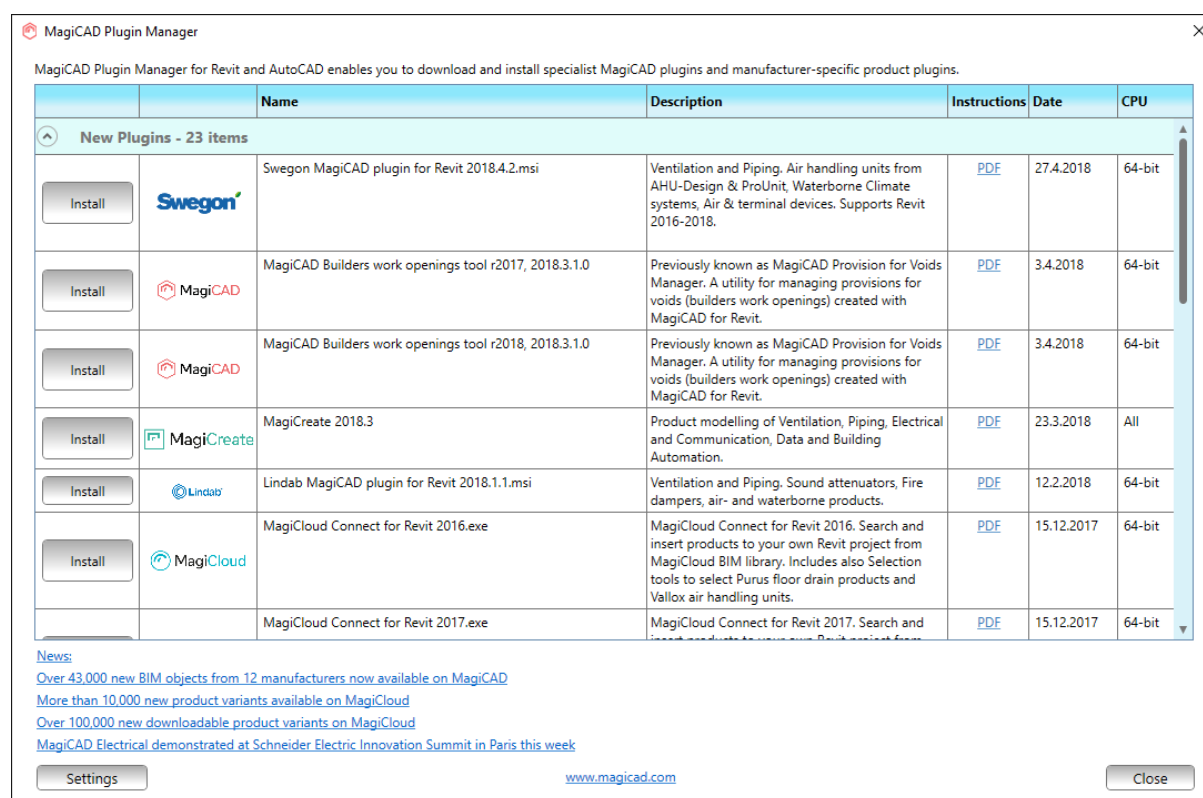 MagiCAD Plugin Manager
MagiCAD Plugin Manager for Revit and AutoCAD enables you to download and install specialist MagiCAD plugins and manufacturer-specific product plugins.
Name Description Instructions Date CPU
New Plugins - 23 items
Install Swegon Swegon MagiCAD plugin for Revit 2018.4.2.msi Ventilation and Piping. Air handling units from PDF 27.4.2018 64-bit
AHU-Design & ProUnit, Waterborne Climate
systems, Air & terminal devices. Supports Revit
2016-2018.
Install MagiCAD MagiCAD Builders work openings tool r2017, 2018.3.1.0 Previously known as MagiCAD Provision for Voids PDF 3.4.2018 64-bit
Manager. A utility for managing provisions for
voids (builders work openings) created with
MagiCAD for Revit.
Install MagiCAD MagiCAD Builders work openings tool r2018, 2018.3.1.0 Previously known as MagiCAD Provision for Voids PDF 3.4.2018 64-bit
Manager. A utility for managing provisions for
voids (builders work openings) created with
MagiCAD for Revit.
Install MagiCreate MagiCreate 2018.3 Product modelling of Ventilation, Piping, Electrical PDF 23.3.2018 All
and Communication, Data and Building
Automation.
Install Lindab Lindab MagiCAD plugin for Revit 2018.1.1.msi Ventilation and Piping. Sound attenuators, Fire PDF 12.2.2018 64-bit
dampers, air- and waterborne products.
Install MagiCloud MagiCloud Connect for Revit 2016.exe MagiCloud Connect for Revit 2016. Search and PDF 15.12.2017 64-bit
insert products to your own Revit project from
MagiCloud BIM library. Includes also Selection
tools to select Purus floor drain products and
Vallox air handling units.
MagiCloud Connect for Revit 2017.exe MagiCloud Connect for Revit 2017. Search and PDF 15.12.2017 64-bit
insert products to your own Revit project from
News:
Over 43,000 new BIM objects from 12 manufacturers now available on MagiCAD
More than 10,000 new product variants available on MagiCloud
Over 100,000 new downloadable product variants on MagiCloud
MagiCAD Electrical demonstrated at Schneider Electric Innovation Summit in Paris this week
Settings www.magicad.com Close